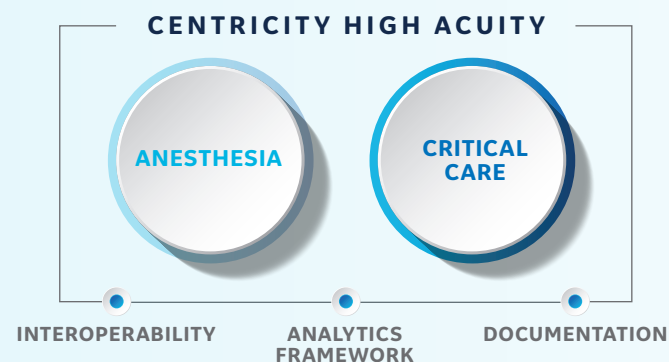 CENTRICITY HIGH ACUITY
ANESTHESIA
CRITICAL
CARE
INTEROPERABILITY
ANALYTICS
FRAMEWORK
DOCUMENTATION